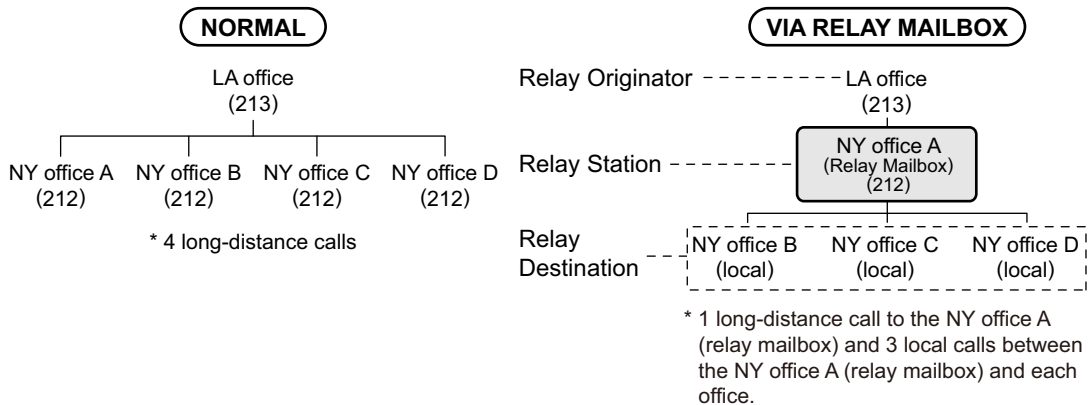 NORMAL
LA office
(213)
NY office A
(212)
NY office B
(212)
NY office C
(212)
NY office D
(212)
* 4 long-distance calls
VIA RELAY MAILBOX
Relay Originator
LA office
(213)
Relay Station
NY office A
(Relay Mailbox)
(212)
Relay
Destination
NY office B
(local)
NY office C
(local)
NY office D
(local)
* 1 long-distance call to the NY office A
(relay mailbox) and 3 local calls between
the NY office A (relay mailbox) and each
office.